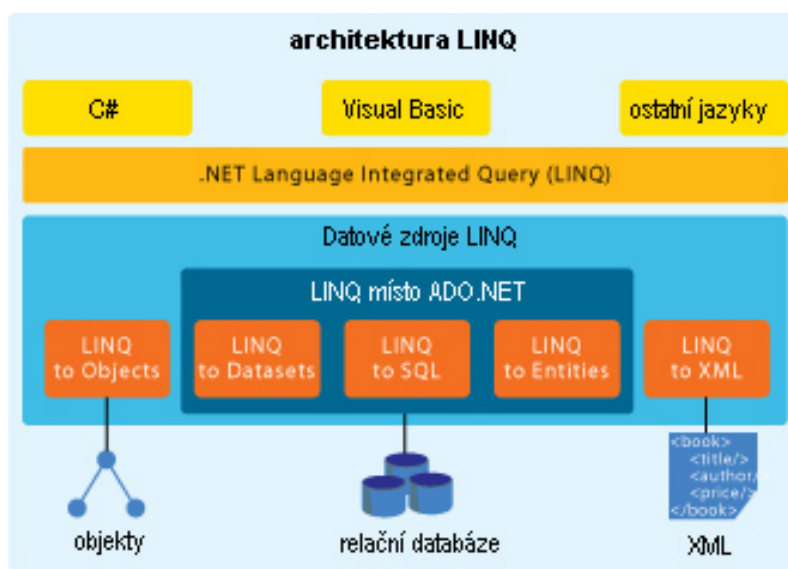 architektura LINQ
C#
Visual Basic
ostatní jazyky
.NET Language Integrated Query (LINQ)
Datové zdroje LINQ
LINQ místo ADO.NET
LINQ
to Objects
LINQ
to Datasets
LINQ
to SQL
LINQ
to Entities
LINQ
to XML
<book>
<title/>
<author/>
<price/>
</book>
objekty
relační databáze
XML